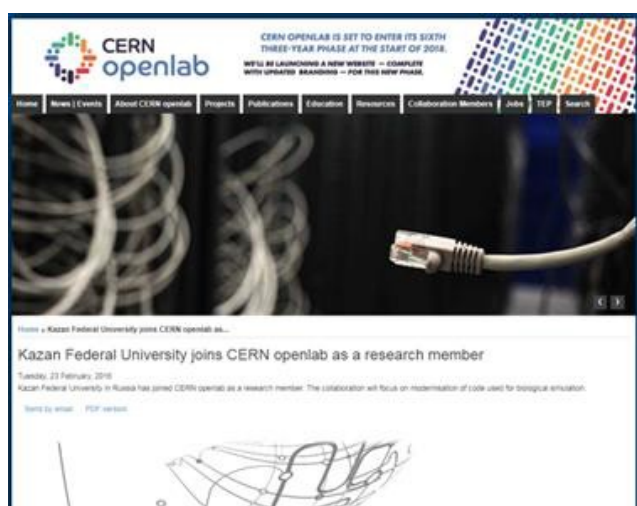 CERN
openlab
CERN OPENLAB IS SET TO ENTER ITS SIXTH
THREE-YEAR PHASE AT THE START OF 2018.
WE'LL BE LAUNCHING A NEW WEBSITE — COMPLETE
WITH UPDATED BRANDING — FOR THIS NEW PHASE.
Home News | Events About CERN openlab Projects Publications Education Resources Collaboration Members Jobs TEP Search
Home » Kazan Federal University joins CERN openlab as...
Kazan Federal University joins CERN openlab as a research member
Tuesday, 23 February, 2016
Kazan Federal University in Russia has joined CERN openlab as a research member. The collaboration will focus on modernisation of code used for biological simulation.
Send by email PDF version